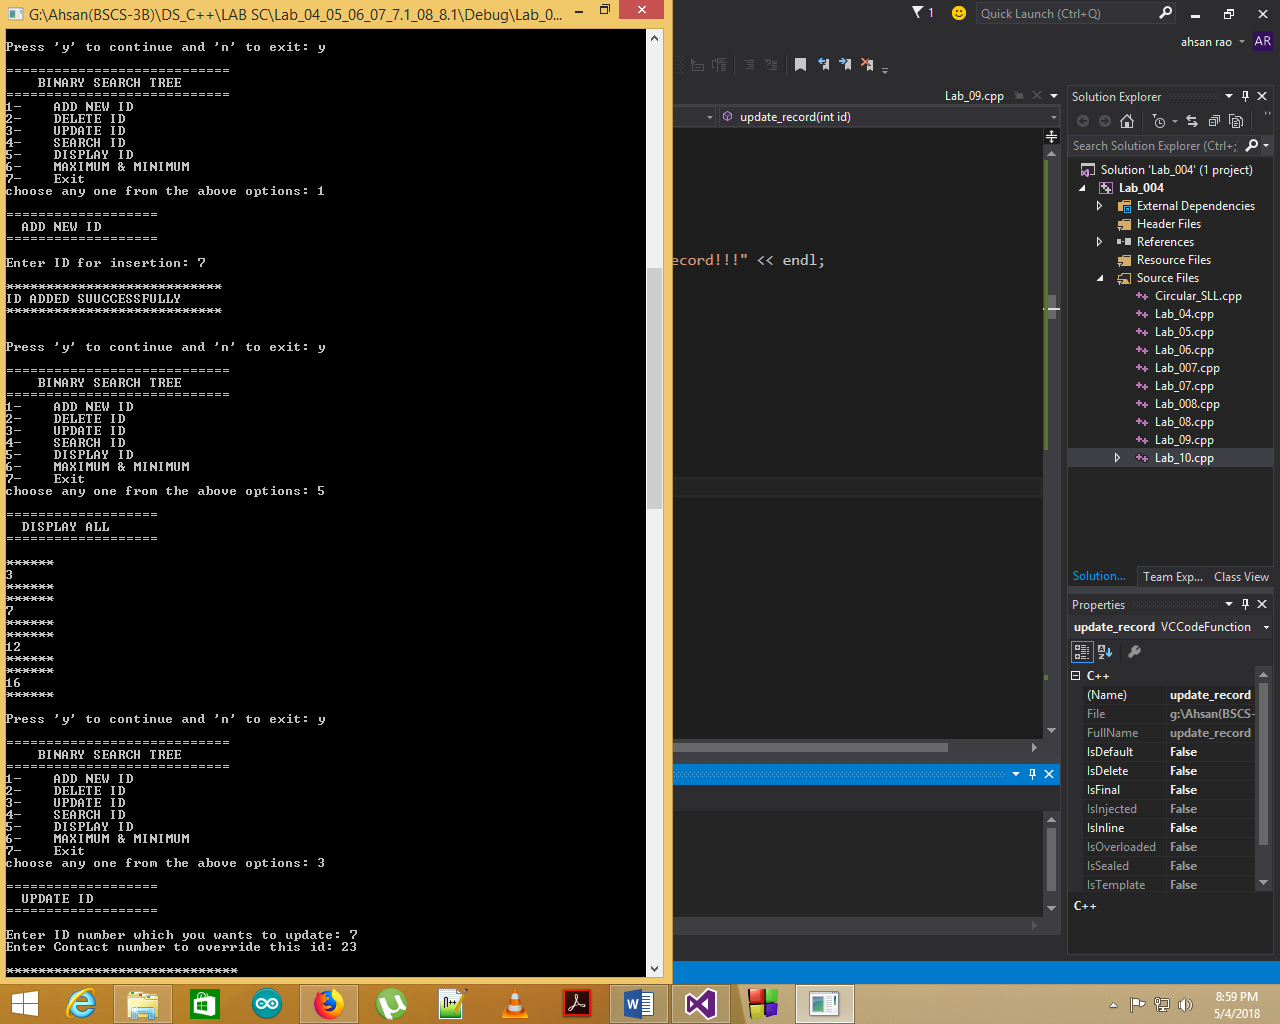 G:\Ahsan(BSCS-3B)\DS_C++\LAB SC\Lab_04_05_06_07_7.1_08_8.1\Debug\Lab_0...
Press 'y' to continue and 'n' to exit: y
============================
BINARY SEARCH TREE
============================
1- ADD NEW ID
2- DELETE ID
3- UPDATE ID
4- SEARCH ID
5- DISPLAY ID
6- MAXIMUM & MINIMUM
7- Exit
choose any one from the above options: 1
===================
ADD NEW ID
===================
Enter ID for insertion: 7
***************************
ID ADDED SUUCCESSFULLY
***************************
Press 'y' to continue and 'n' to exit: y
============================
BINARY SEARCH TREE
============================
1- ADD NEW ID
2- DELETE ID
3- UPDATE ID
4- SEARCH ID
5- DISPLAY ID
6- MAXIMUM & MINIMUM
7- Exit
choose any one from the above options: 5
===================
DISPLAY ALL
===================
******
3
******
******
7
******
******
12
******
******
16
******
Press 'y' to continue and 'n' to exit: y
============================
BINARY SEARCH TREE
============================
1- ADD NEW ID
2- DELETE ID
3- UPDATE ID
4- SEARCH ID
5- DISPLAY ID
6- MAXIMUM & MINIMUM
7- Exit
choose any one from the above options: 3
===================
UPDATE ID
===================
Enter ID number which you wants to update: 7
Enter Contact number to override this id: 23
*****************************
1
Quick Launch (Ctrl+Q)
ahsan rao AR
Lab_09.cpp
update_record(int id)
ecord!!!" << endl;
Solution Explorer
Search Solution Explorer (Ctrl+;
Solution 'Lab_004' (1 project)
Lab_004
External Dependencies
Header Files
References
Resource Files
Source Files
Circular_SLL.cpp
Lab_04.cpp
Lab_05.cpp
Lab_06.cpp
Lab_007.cpp
Lab_07.cpp
Lab_008.cpp
Lab_08.cpp
Lab_09.cpp
Lab_10.cpp
Solution... Team Exp... Class View
Properties
update_record VCCodeFunction
C++
(Name) update_record
File g:\Ahsan(BSCS-
FullName update_record
IsDefault False
IsDelete False
IsFinal False
IsInjected False
IsInline False
IsOverloaded False
IsSealed False
IsTemplate False
C++
8:59 PM
5/4/2018